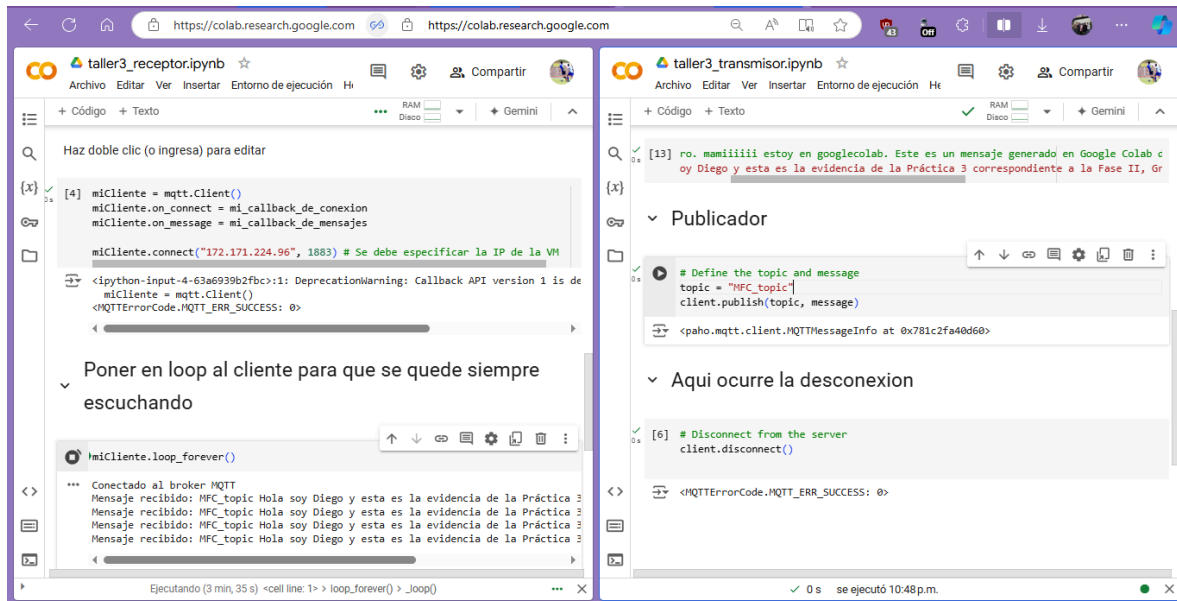 https://colab.research.google.com
https://colab.research.google.com
43
Off
CO
taller3_receptor.ipynb
Compartir
Archivo Editar Ver Insertar Entorno de ejecución
+ Código + Texto
RAM
Disco
Gemini
Haz doble clic (o ingresa) para editar
{x}
[4]
0 s
miCliente = mqtt.Client()
miCliente.on_connect = mi_callback_de_conexion
miCliente.on_message = mi_callback_de_mensajes
miCliente.connect("172.171.224.96", 1883) # Se debe especificar la IP de la VM
<ipython-input-4-63a6939b2fbc>:1: DeprecationWarning: Callback API version 1 is de
miCliente = mqtt.Client()
<MQTTErrorCode.MQTT_ERR_SUCCESS: 0>
Poner en loop al cliente para que se quede siempre
escuchando
miCliente.loop_forever()
Conectado al broker MQTT
Mensaje recibido: MFC_topic Hola soy Diego y esta es la evidencia de la Práctica 3
Mensaje recibido: MFC_topic Hola soy Diego y esta es la evidencia de la Práctica 3
Mensaje recibido: MFC_topic Hola soy Diego y esta es la evidencia de la Práctica 3
Mensaje recibido: MFC_topic Hola soy Diego y esta es la evidencia de la Práctica 3
Ejecutando (3 min, 35 s) <cell line: 1> > loop_forever() > _loop()
CO
taller3_transmisor.ipynb
Compartir
Archivo Editar Ver Insertar Entorno de ejecución
+ Código + Texto
RAM
Disco
Gemini
{x}
[13]
0 s
ro. mamiiiiii estoy en googlecolab. Este es un mensaje generado en Google Colab
oy Diego y esta es la evidencia de la Práctica 3 correspondiente a la Fase II, Gr
Publicador
0 s
# Define the topic and message
topic = "MFC_topic"
client.publish(topic, message)
<paho.mqtt.client.MQTTMessageInfo at 0x781c2fa40d60>
Aqui ocurre la desconexion
[6]
0 s
# Disconnect from the server
client.disconnect()
<MQTTErrorCode.MQTT_ERR_SUCCESS: 0>
0 s se ejecutó 10:48 p.m.